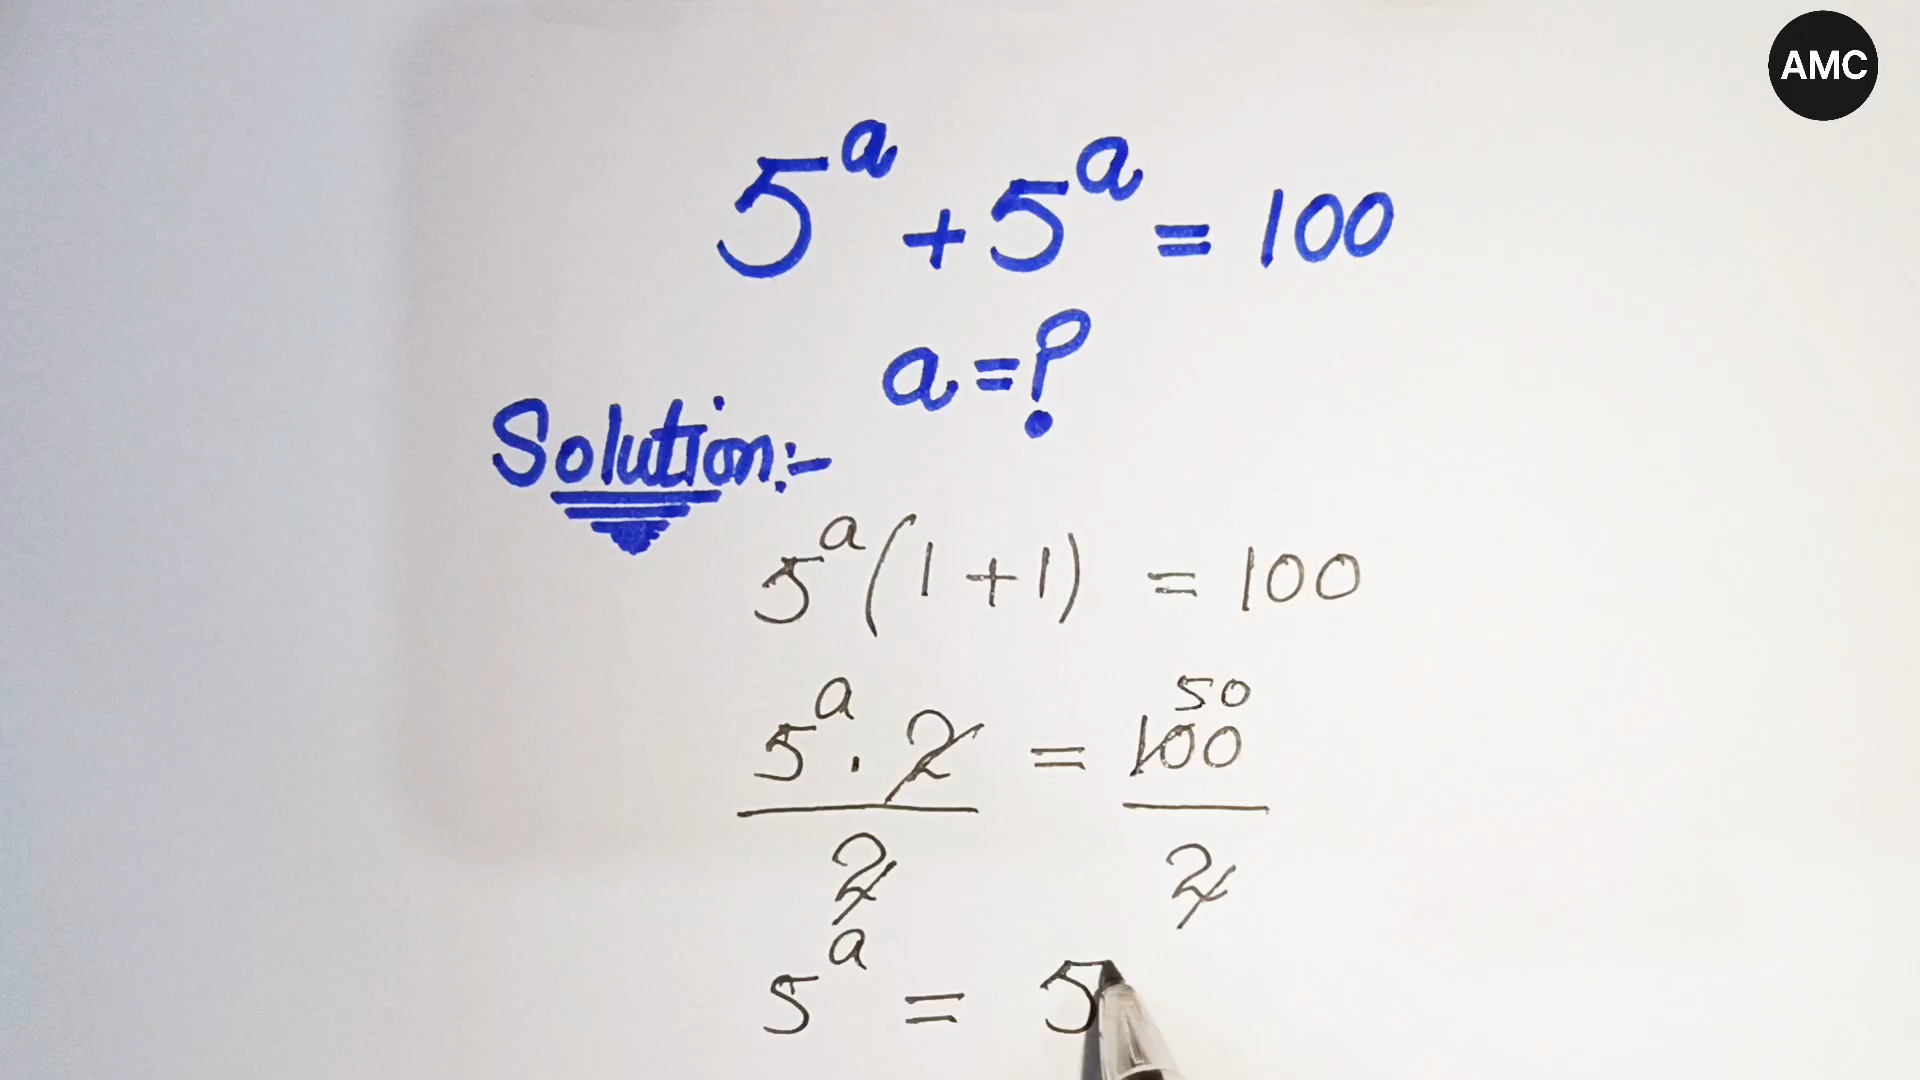 AMC
5^a + 5^a = 100
a = ?
Solution:-
5^a (1 + 1) = 100
50
5^a . 2 = 100
2 2
5^a = 5